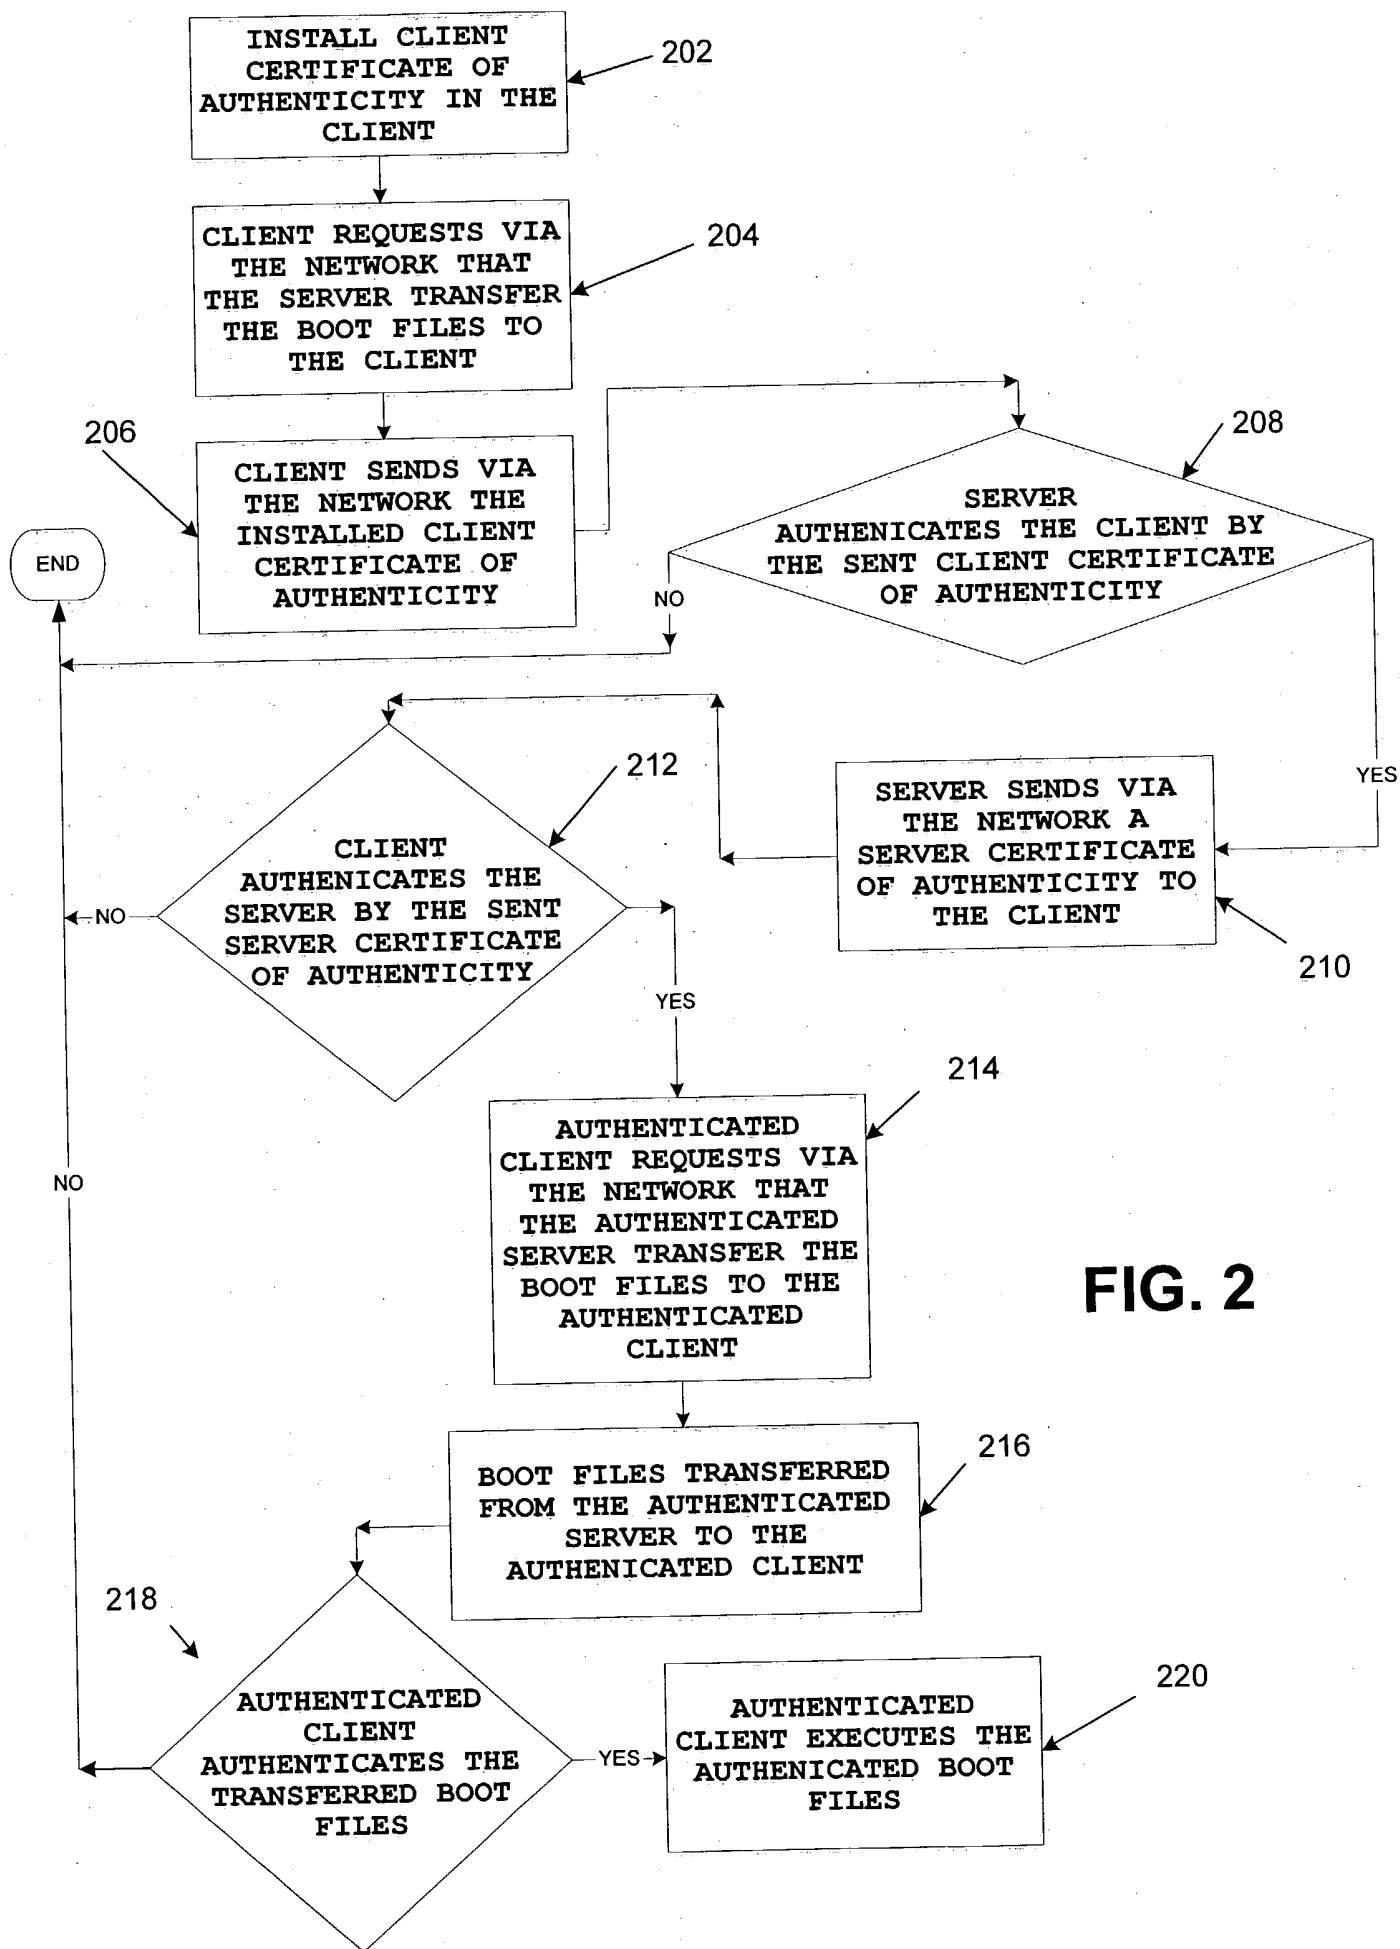 INSTALL CLIENT
CERTIFICATE OF
AUTHENTICITY IN THE
CLIENT
202
CLIENT REQUESTS VIA
THE NETWORK THAT
THE SERVER TRANSFER
THE BOOT FILES TO
THE CLIENT
204
206
CLIENT SENDS VIA
THE NETWORK THE
INSTALLED CLIENT
CERTIFICATE OF
AUTHENTICITY
208
SERVER
AUTHENICATES THE CLIENT BY
THE SENT CLIENT CERTIFICATE
OF AUTHENTICITY
END
NO
YES
SERVER SENDS VIA
THE NETWORK A
SERVER CERTIFICATE
OF AUTHENTICITY TO
THE CLIENT
210
212
CLIENT
AUTHENICATES THE
SERVER BY THE SENT
SERVER CERTIFICATE
OF AUTHENTICITY
NO
YES
214
AUTHENTICATED
CLIENT REQUESTS VIA
THE NETWORK THAT
THE AUTHENTICATED
SERVER TRANSFER THE
BOOT FILES TO THE
AUTHENTICATED
CLIENT
NO
FIG. 2
216
BOOT FILES TRANSFERRED
FROM THE AUTHENTICATED
SERVER TO THE
AUTHENICATED CLIENT
218
AUTHENTICATED
CLIENT
AUTHENTICATES THE
TRANSFERRED BOOT
FILES
YES
220
AUTHENTICATED
CLIENT EXECUTES THE
AUTHENICATED BOOT
FILES